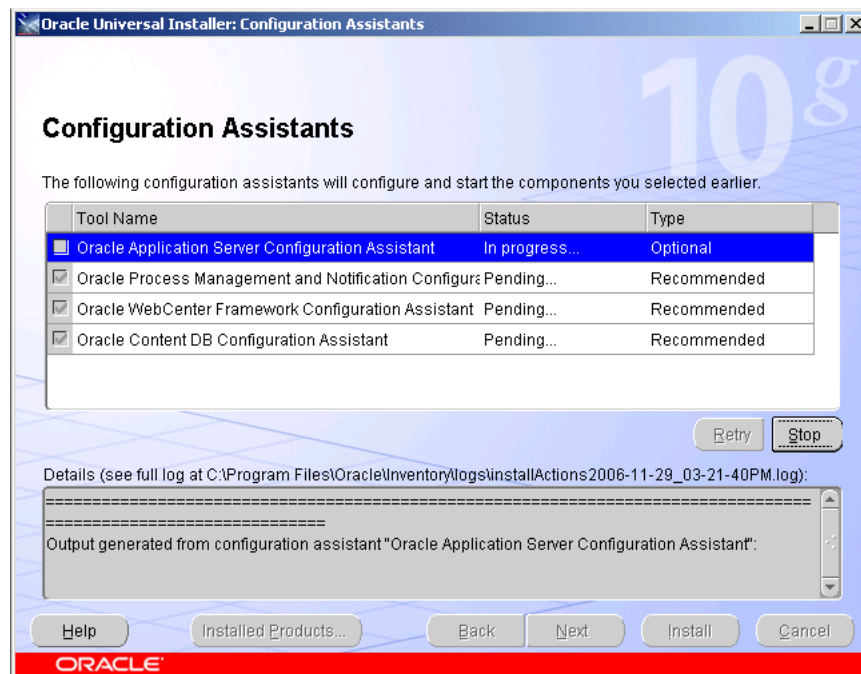 Oracle Universal Installer: Configuration Assistants
10g
Configuration Assistants
The following configuration assistants will configure and start the components you selected earlier.
Tool Name Status Type
Oracle Application Server Configuration Assistant In progress... Optional
Oracle Process Management and Notification Configura Pending... Recommended
Oracle WebCenter Framework Configuration Assistant Pending... Recommended
Oracle Content DB Configuration Assistant Pending... Recommended
Retry Stop
Details (see full log at C:\Program Files\Oracle\Inventory\logs\installActions2006-11-29_03-21-40PM.log):
==================================================================================
==============================
Output generated from configuration assistant "Oracle Application Server Configuration Assistant":
Help Installed Products... Back Next Install Cancel
ORACLE